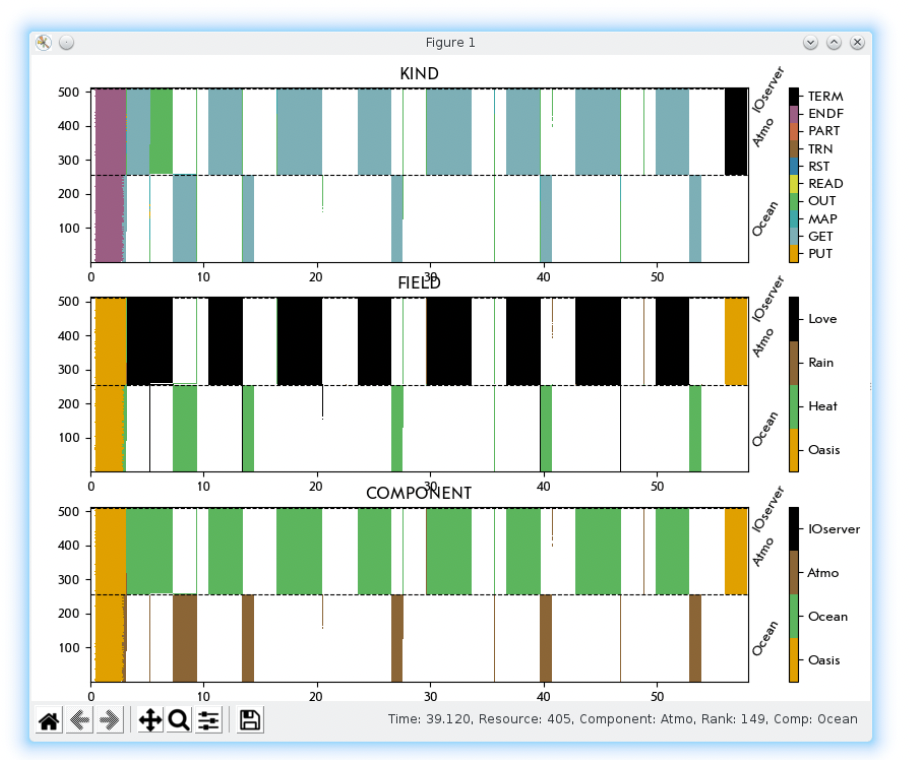 Figure 1
KIND
500
400
300
200
100
0
10
20
30
40
50
IOserver
Atmo
Ocean
TERM
ENDF
PART
TRN
RST
READ
OUT
MAP
GET
PUT
FIELD
500
400
300
200
100
0
10
20
30
40
50
IOserver
Atmo
Ocean
Love
Rain
Heat
Oasis
COMPONENT
500
400
300
200
100
0
10
20
30
40
50
IOserver
Atmo
Ocean
IOserver
Atmo
Ocean
Oasis
Time: 39.120, Resource: 405, Component: Atmo, Rank: 149, Comp: Ocean